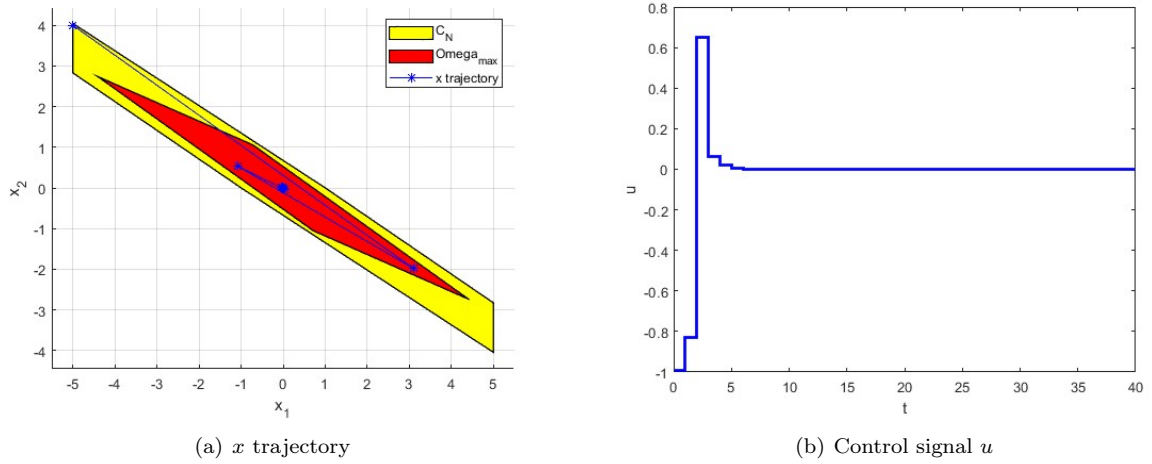 4
3
2
1
0
-1
-2
-3
-4
x2
-5 -4 -3 -2 -1 0 1 2 3 4 5
x1
C_N
Omega_max
x trajectory
(a) x trajectory
0.8
0.6
0.4
0.2
0
-0.2
-0.4
-0.6
-0.8
-1
u
0 5 10 15 20 25 30 35 40
t
(b) Control signal u